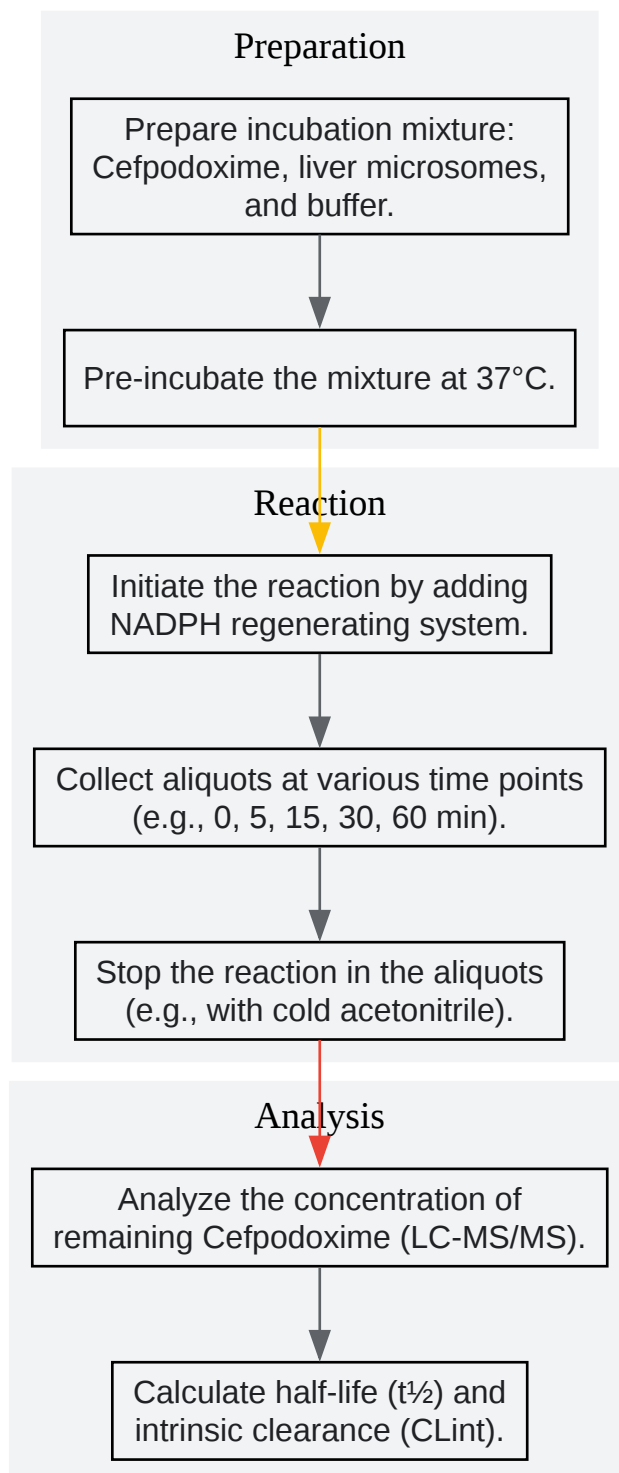 Preparation
Prepare incubation mixture:
Cefpodoxime, liver microsomes,
and buffer.
Pre-incubate the mixture at 37°C.
Reaction
Initiate the reaction by adding
NADPH regenerating system.
Collect aliquots at various time points
(e.g., 0, 5, 15, 30, 60 min).
Stop the reaction in the aliquots
(e.g., with cold acetonitrile).
Analysis
Analyze the concentration of
remaining Cefpodoxime (LC-MS/MS).
Calculate half-life (t½) and
intrinsic clearance (CLint).